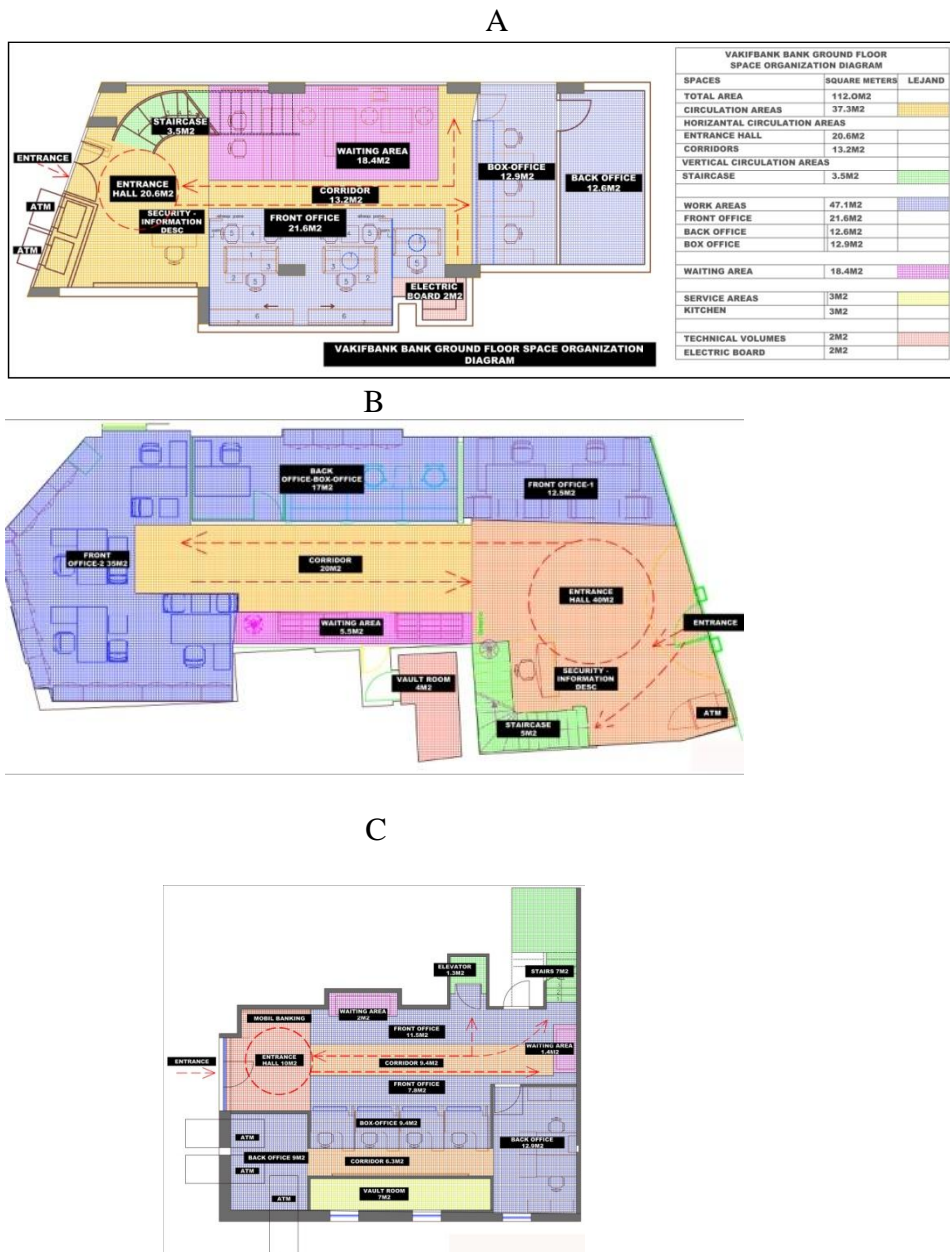 A
VAKIFBANK BANK GROUND FLOOR
SPACE ORGANIZATION DIAGRAM
SPACES SQUARE METERS LEJAND
TOTAL AREA 112.0M2
CIRCULATION AREAS 37.3M2
HORIZANTAL CIRCULATION AREAS
ENTRANCE HALL 20.6M2
CORRIDORS 13.2M2
VERTICAL CIRCULATION AREAS
STAIRCASE 3.5M2
WORK AREAS 47.1M2
FRONT OFFICE 21.6M2
BACK OFFICE 12.6M2
BOX OFFICE 12.9M2
WAITING AREA 18.4M2
SERVICE AREAS 3M2
KITCHEN 3M2
TECHNICAL VOLUMES 2M2
ELECTRIC BOARD 2M2
STAIRCASE
3.5M2
WAITING AREA
18.4M2
ENTRANCE
BOX-OFFICE
12.9M2
BACK OFFICE
12.6M2
ENTRANCE
HALL 20.6M2
CORRIDOR
13.2M2
ATM
SECURITY -
INFORMATION
DESC
FRONT OFFICE
21.6M2
ATM
ELECTRIC
BOARD 2M2
VAKIFBANK BANK GROUND FLOOR SPACE ORGANIZATION
DIAGRAM
B
BACK
OFFICE-BOX-OFFICE
17M2
FRONT OFFICE-1
12.5M2
FRONT
OFFICE-2 35M2
CORRIDOR
20M2
ENTRANCE
HALL 40M2
WAITING AREA
5.5M2
ENTRANCE
VAULT ROOM
4M2
SECURITY -
INFORMATION
DESC
ATM
STAIRCASE
5M2
C
ELEVATOR
1.3M2
STAIRS 7M2
WAITING AREA
2M2
MOBIL BANKING
FRONT OFFICE
11.5M2
WAITING AREA
1.4M2
ENTRANCE
ENTRANCE
HALL 10M2
CORRIDOR 9.4M2
FRONT OFFICE
7.8M2
BOX-OFFICE 9.4M2
ATM
BACK OFFICE
12.9M2
BACK OFFICE 9M2
CORRIDOR 6.3M2
ATM
VAULT ROOM
7M2
ATM